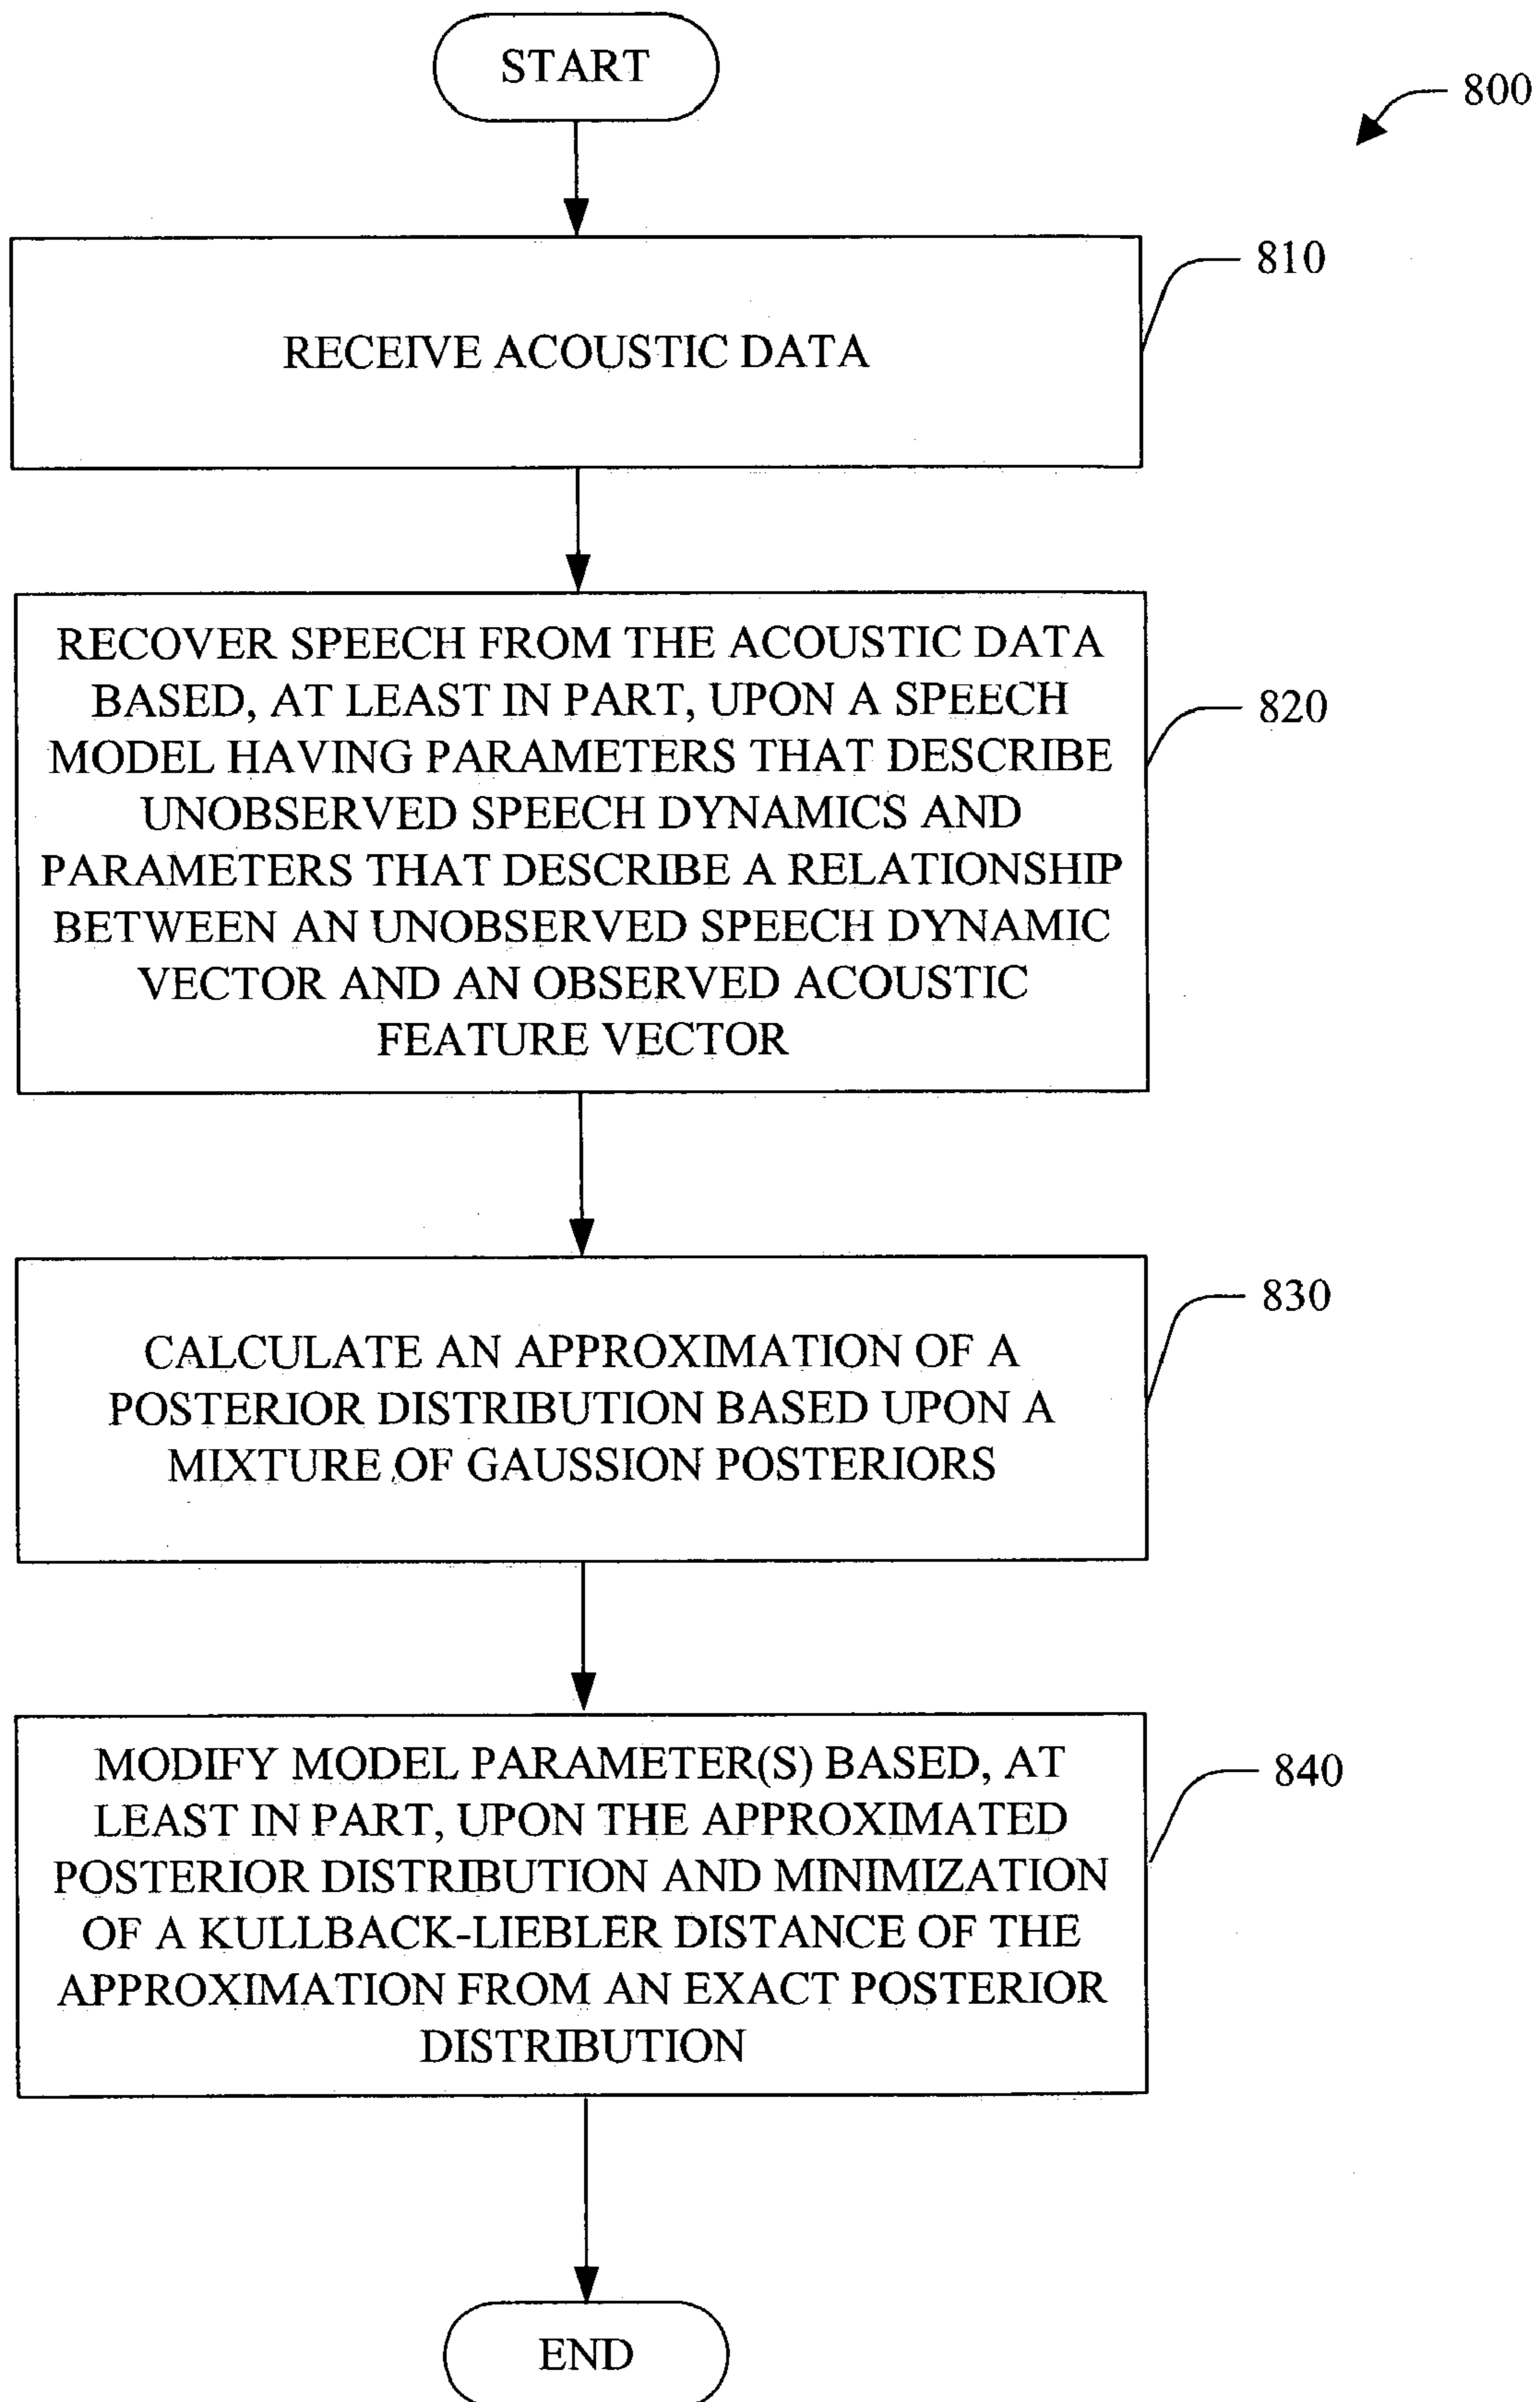 START
800
810
RECEIVE ACOUSTIC DATA
RECOVER SPEECH FROM THE ACOUSTIC DATA
BASED, AT LEAST IN PART, UPON A SPEECH
MODEL HAVING PARAMETERS THAT DESCRIBE
UNOBSERVED SPEECH DYNAMICS AND
PARAMETERS THAT DESCRIBE A RELATIONSHIP
BETWEEN AN UNOBSERVED SPEECH DYNAMIC
VECTOR AND AN OBSERVED ACOUSTIC
FEATURE VECTOR
820
CALCULATE AN APPROXIMATION OF A
POSTERIOR DISTRIBUTION BASED UPON A
MIXTURE OF GAUSSION POSTERIORS
830
MODIFY MODEL PARAMETER(S) BASED, AT
LEAST IN PART, UPON THE APPROXIMATED
POSTERIOR DISTRIBUTION AND MINIMIZATION
OF A KULLBACK-LIEBLER DISTANCE OF THE
APPROXIMATION FROM AN EXACT POSTERIOR
DISTRIBUTION
840
END